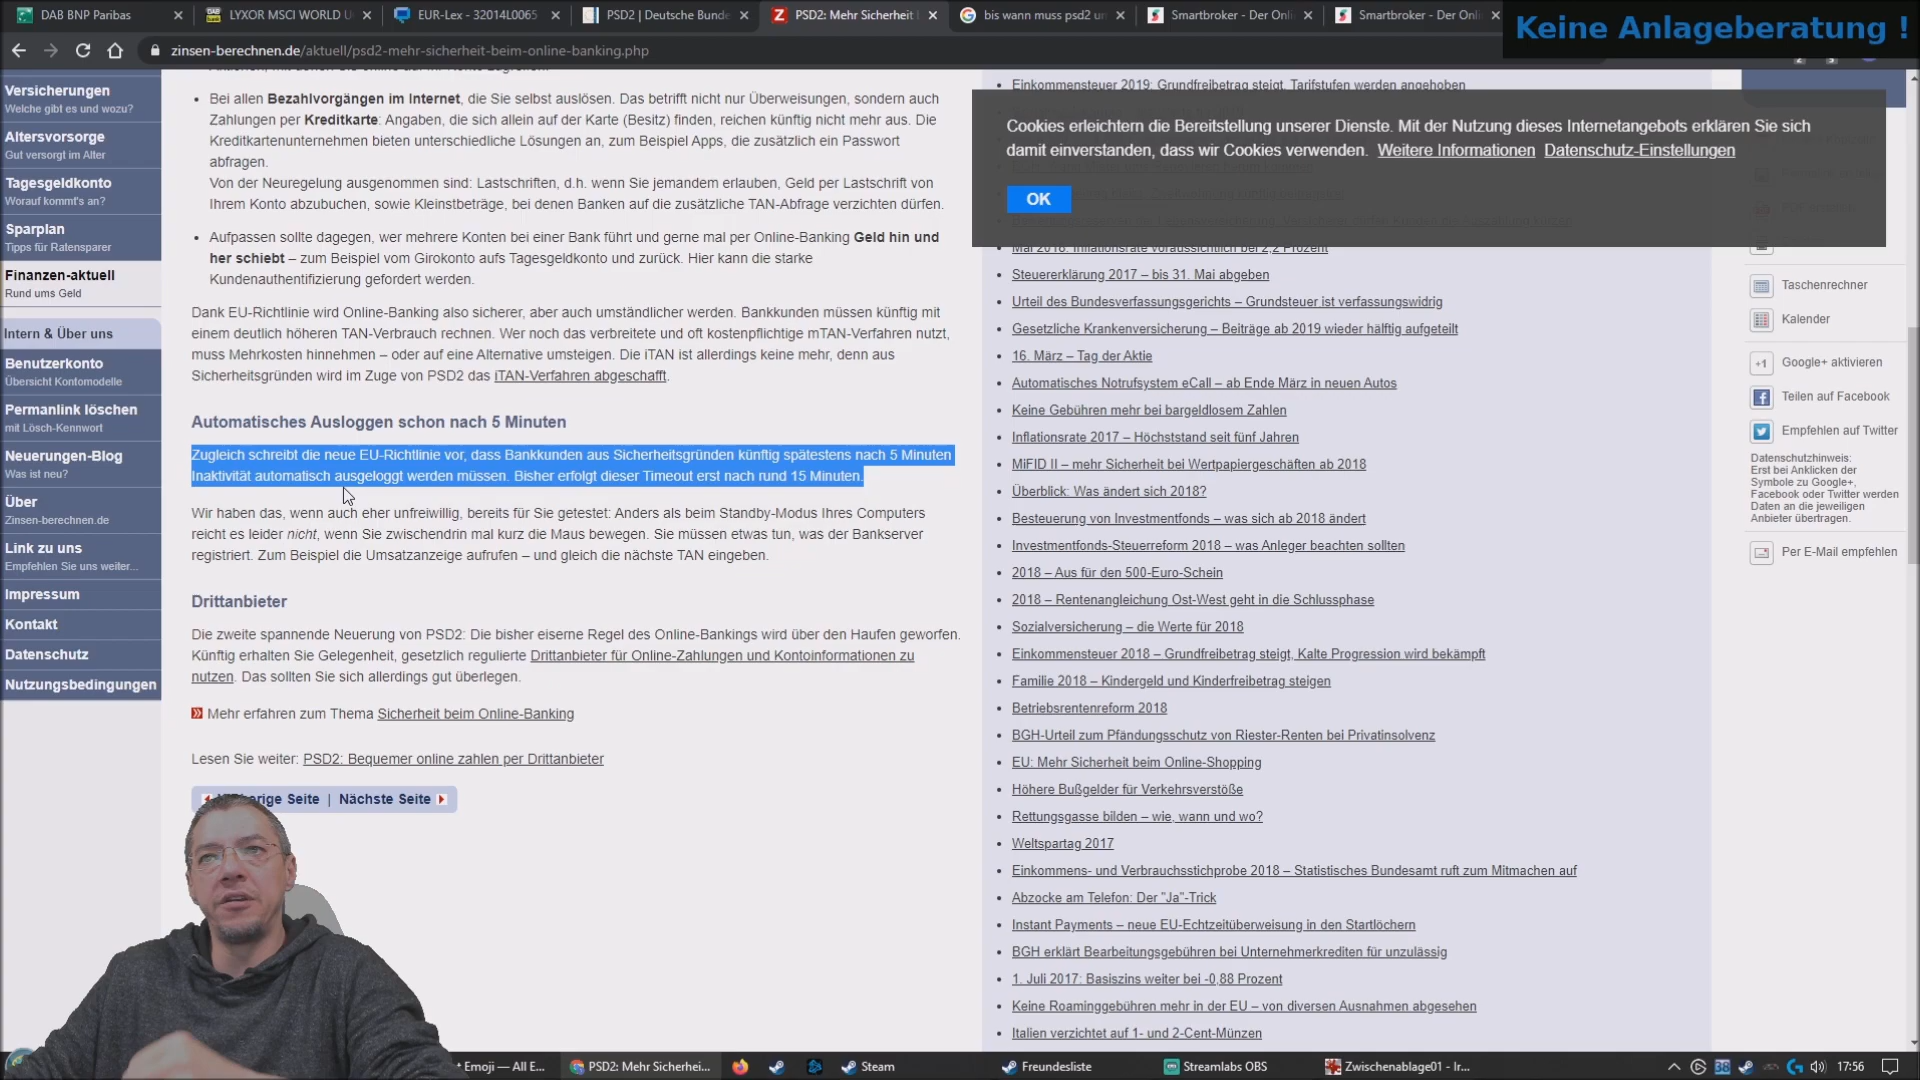 DAB BNP Paribas
LYXOR MSCI WORLD U
EUR-Lex - 32014L0065
PSD2 | Deutsche Bunde
PSD2: Mehr Sicherheit
bis wann muss psd2 um
Smartbroker - Der Onli
Smartbroker - Der Onli
Keine Anlageberatung !
zinsen-berechnen.de/aktuell/psd2-mehr-sicherheit-beim-online-banking.php
Versicherungen
Welche gibt es und wozu?
Altersvorsorge
Gut versorgt im Alter
Tagesgeldkonto
Worauf kommt's an?
Sparplan
Tipps für Ratensparer
Finanzen-aktuell
Rund ums Geld
Intern & Über uns
Benutzerkonto
Übersicht Kontomodelle
Permanlink löschen
mit Lösch-Kennwort
Neuerungen-Blog
Was ist neu?
Über
Zinsen-berechnen.de
Link zu uns
Empfehlen Sie uns weiter...
Impressum
Kontakt
Datenschutz
Nutzungsbedingungen
Bei allen Bezahlvorgängen im Internet, die Sie selbst auslösen. Das betrifft nicht nur Überweisungen, sondern auch
Zahlungen per Kreditkarte: Angaben, die sich allein auf der Karte (Besitz) finden, reichen künftig nicht mehr aus. Die
Kreditkartenunternehmen bieten unterschiedliche Lösungen an, zum Beispiel Apps, die zusätzlich ein Passwort
abfragen.
Von der Neuregelung ausgenommen sind: Lastschriften, d.h. wenn Sie jemandem erlauben, Geld per Lastschrift von
Ihrem Konto abzubuchen, sowie Kleinstbeträge, bei denen Banken auf die zusätzliche TAN-Abfrage verzichten dürfen.
Aufpassen sollte dagegen, wer mehrere Konten bei einer Bank führt und gerne mal per Online-Banking Geld hin und
her schiebt – zum Beispiel vom Girokonto aufs Tagesgeldkonto und zurück. Hier kann die starke
Kundenauthentifizierung gefordert werden.
Dank EU-Richtlinie wird Online-Banking also sicherer, aber auch umständlicher werden. Bankkunden müssen künftig mit
einem deutlich höheren TAN-Verbrauch rechnen. Wer noch das verbreitete und oft kostenpflichtige mTAN-Verfahren nutzt,
muss Mehrkosten hinnehmen – oder auf eine Alternative umsteigen. Die iTAN ist allerdings keine mehr, denn aus
Sicherheitsgründen wird im Zuge von PSD2 das iTAN-Verfahren abgeschafft.
Automatisches Ausloggen schon nach 5 Minuten
Zugleich schreibt die neue EU-Richtlinie vor, dass Bankkunden aus Sicherheitsgründen künftig spätestens nach 5 Minuten
Inaktivität automatisch ausgeloggt werden müssen. Bisher erfolgt dieser Timeout erst nach rund 15 Minuten.
Wir haben das, wenn auch eher unfreiwillig, bereits für Sie getestet: Anders als beim Standby-Modus Ihres Computers
reicht es leider nicht, wenn Sie zwischendrin mal kurz die Maus bewegen. Sie müssen etwas tun, was der Bankserver
registriert. Zum Beispiel die Umsatzanzeige aufrufen – und gleich die nächste TAN eingeben.
Drittanbieter
Die zweite spannende Neuerung von PSD2: Die bisher eiserne Regel des Online-Bankings wird über den Haufen geworfen.
Künftig erhalten Sie Gelegenheit, gesetzlich regulierte Drittanbieter für Online-Zahlungen und Kontoinformationen zu
nutzen. Das sollten Sie sich allerdings gut überlegen.
Mehr erfahren zum Thema Sicherheit beim Online-Banking
Lesen Sie weiter: PSD2: Bequemer online zahlen per Drittanbieter
Seite | Nächste Seite
Einkommensteuer 2019: Grundfreibetrag steigt, Tarifstufen werden angehoben
Cookies erleichtern die Bereitstellung unserer Dienste. Mit der Nutzung dieses Internetangebots erklären Sie sich
damit einverstanden, dass wir Cookies verwenden. Weitere Informationen Datenschutz-Einstellungen
OK
Mai 2018: Inflationsrate voraussichtlich bei 2,2 Prozent
Steuererklärung 2017 – bis 31. Mai abgeben
Urteil des Bundesverfassungsgerichts – Grundsteuer ist verfassungswidrig
Gesetzliche Krankenversicherung – Beiträge ab 2019 wieder hälftig aufgeteilt
16. März – Tag der Aktie
Automatisches Notrufsystem eCall – ab Ende März in neuen Autos
Keine Gebühren mehr bei bargeldlosem Zahlen
Inflationsrate 2017 – Höchststand seit fünf Jahren
MiFID II – mehr Sicherheit bei Wertpapiergeschäften ab 2018
Überblick: Was ändert sich 2018?
Besteuerung von Investmentfonds – was sich ab 2018 ändert
Investmentfonds-Steuerreform 2018 – was Anleger beachten sollten
2018 – Aus für den 500-Euro-Schein
2018 – Rentenangleichung Ost-West geht in die Schlussphase
Sozialversicherung – die Werte für 2018
Einkommensteuer 2018 – Grundfreibetrag steigt, Kalte Progression wird bekämpft
Familie 2018 – Kindergeld und Kinderfreibetrag steigen
Betriebsrentenreform 2018
BGH-Urteil zum Pfändungsschutz von Riester-Renten bei Privatinsolvenz
EU: Mehr Sicherheit beim Online-Shopping
Höhere Bußgelder für Verkehrsverstöße
Rettungsgasse bilden – wie, wann und wo?
Weltspartag 2017
Einkommens- und Verbrauchsstichprobe 2018 – Statistisches Bundesamt ruft zum Mitmachen auf
Abzocke am Telefon: Der "Ja"-Trick
Instant Payments – neue EU-Echtzeitüberweisung in den Startlöchern
BGH erklärt Bearbeitungsgebühren bei Unternehmerkrediten für unzulässig
1. Juli 2017: Basiszins weiter bei -0,88 Prozent
Keine Roaminggebühren mehr in der EU – von diversen Ausnahmen abgesehen
Italien verzichtet auf 1- und 2-Cent-Münzen
Taschenrechner
Kalender
+1 Google+ aktivieren
Teilen auf Facebook
Empfehlen auf Twitter
Datenschutzhinweis:
Erst bei Anklicken der
Symbole zu Google+,
Facebook oder Twitter werden
Daten an die jeweiligen
Anbieter übertragen.
Per E-Mail empfehlen
Emoji — All E...
PSD2: Mehr Sicherhei...
Steam
Freundesliste
Streamlabs OBS
Zwischenablage01 - Ir...
38
17:56